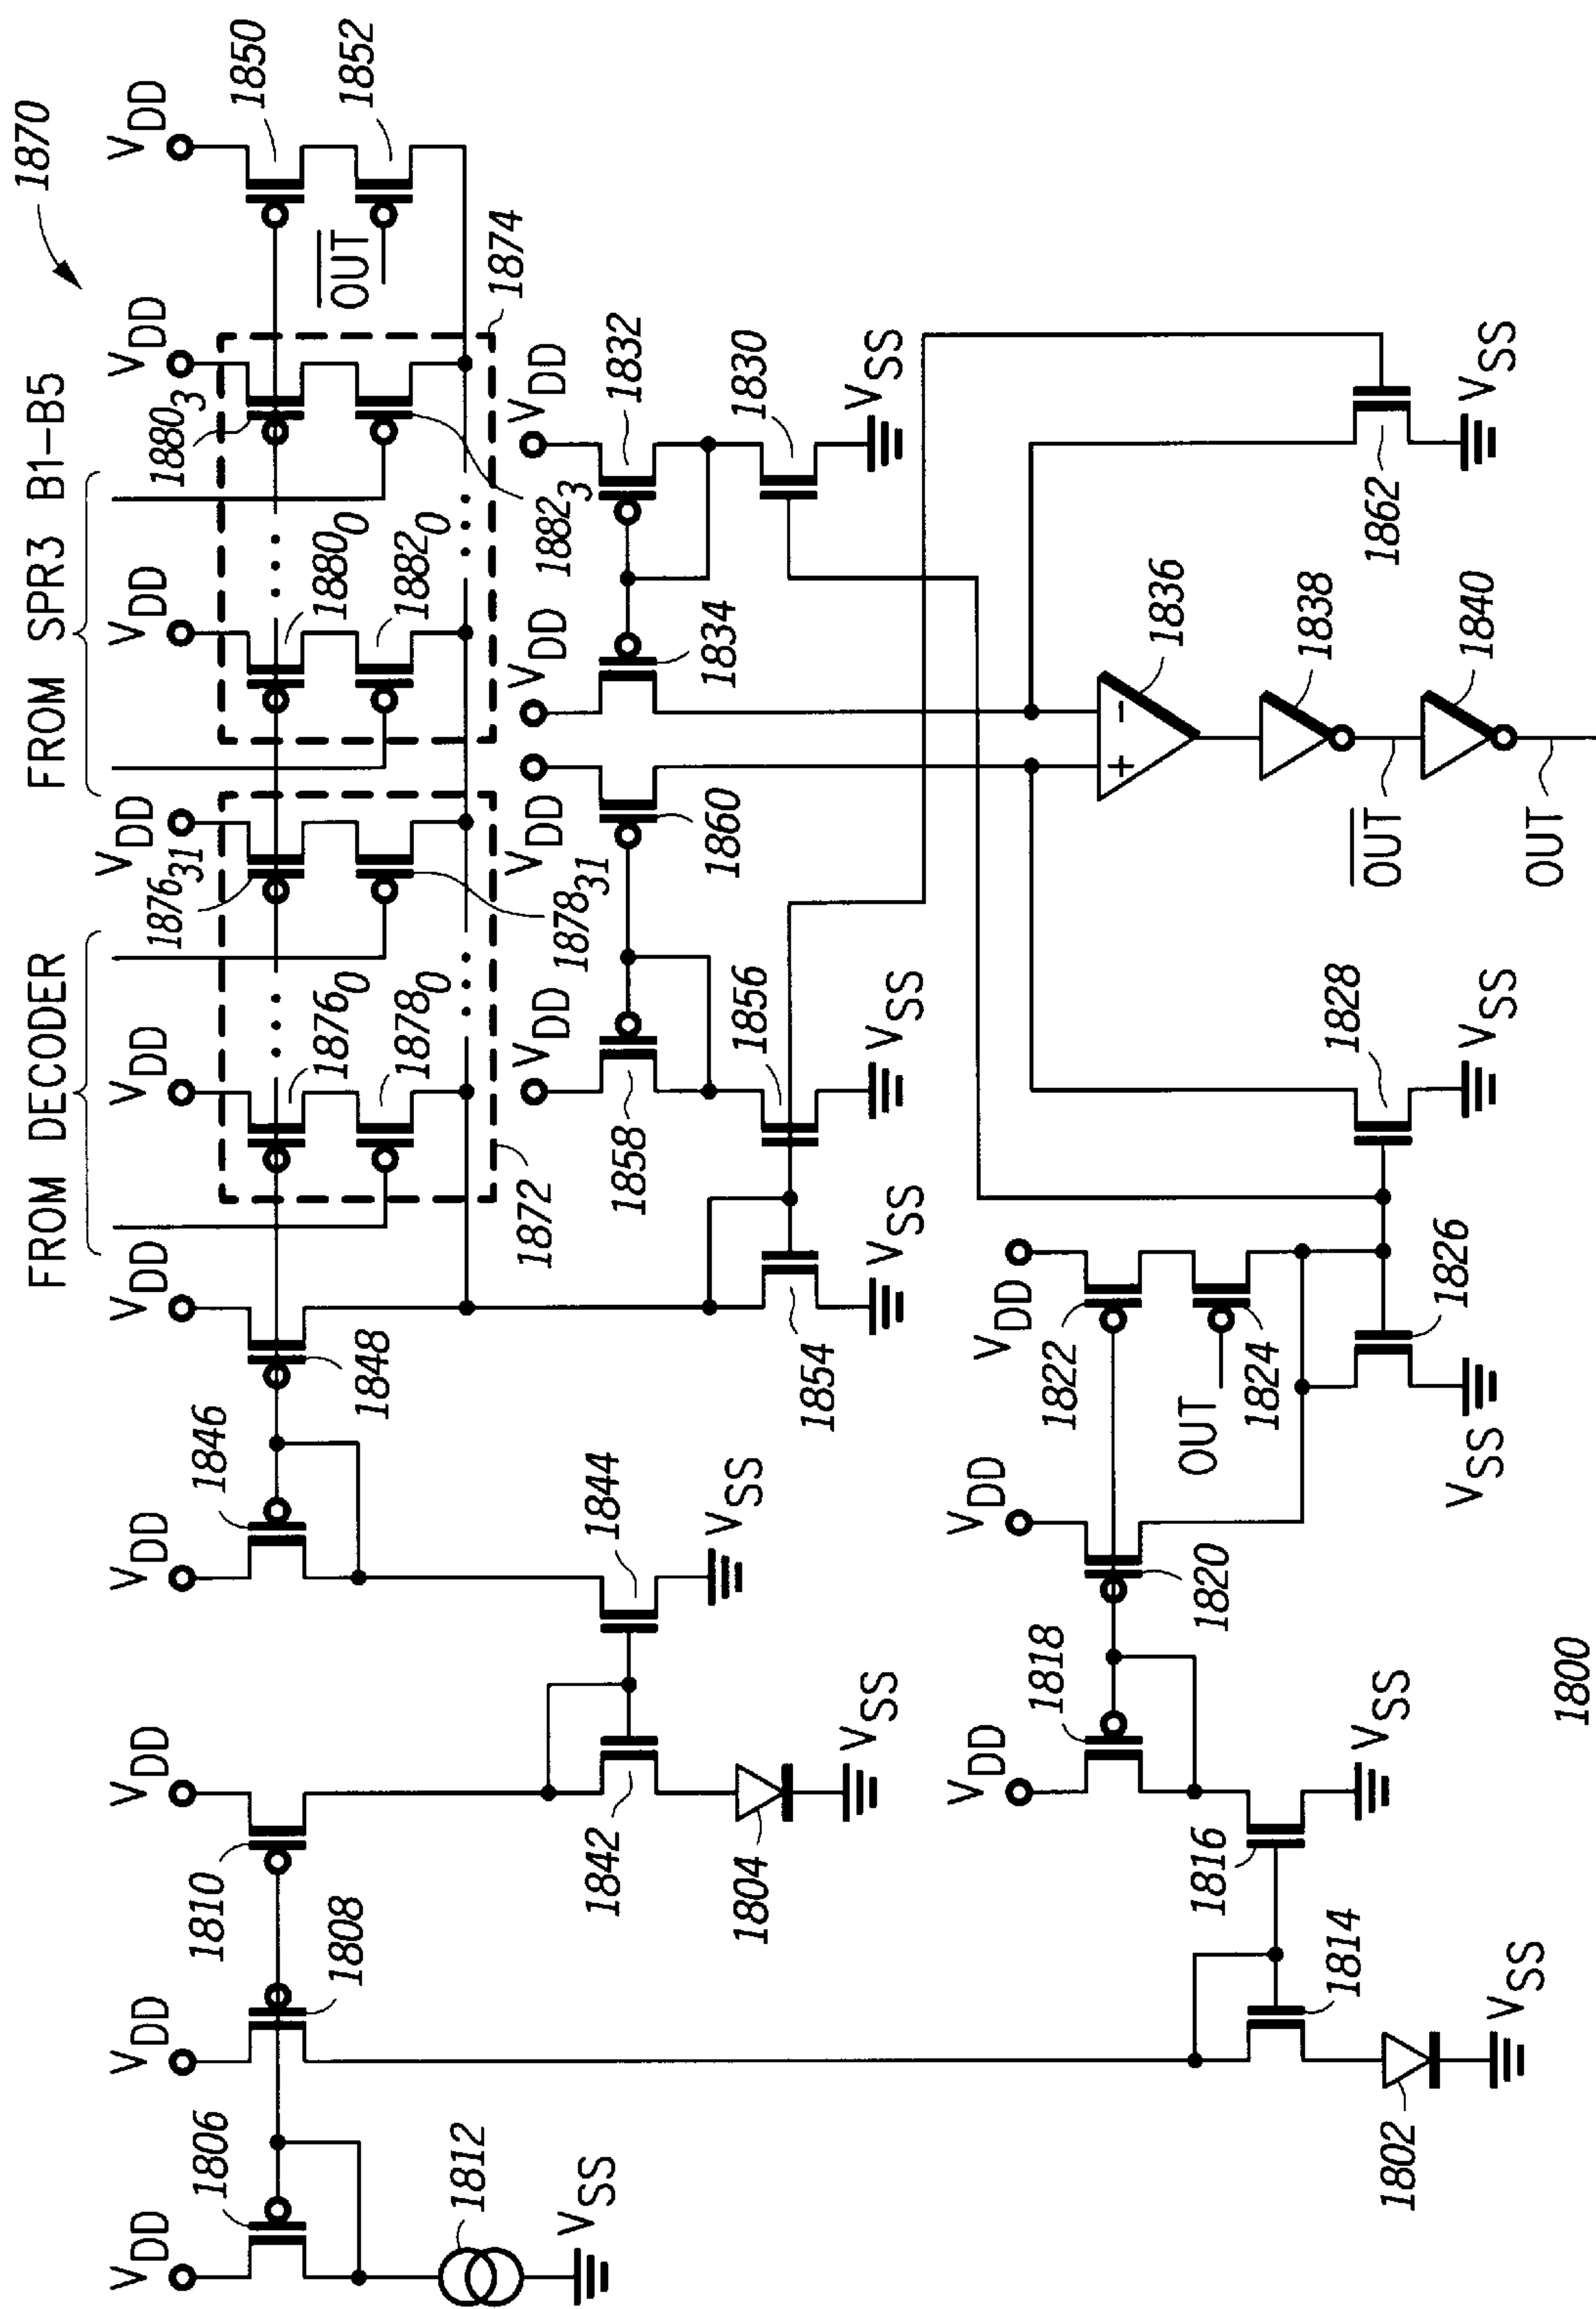 1870
FROM DECODER
FROM SPR3 B1–B5
VDD
1806
VDD
1808
VDD
1810
VDD
1846
VDD
1848
VDD
1876₀
1878₀
VDD
1876₃₁
1878₃₁
VDD
1880₀
1882₀
VDD
1880₃
1882₃
VDD
1850
1852
OUT
1872
1874
1812
VSS
1842
1844
VSS
1804
VSS
1854
VSS
1856
VSS
VDD
1858
VDD
1860
VDD
1834
VDD
1832
1830
VSS
VDD
1818
VDD
1820
VDD
1822
OUT
1824
1814
1816
VSS
1802
VSS
1826
VSS
1828
VSS
+
−
1836
1838
OUT
1840
OUT
1862
VSS
1800